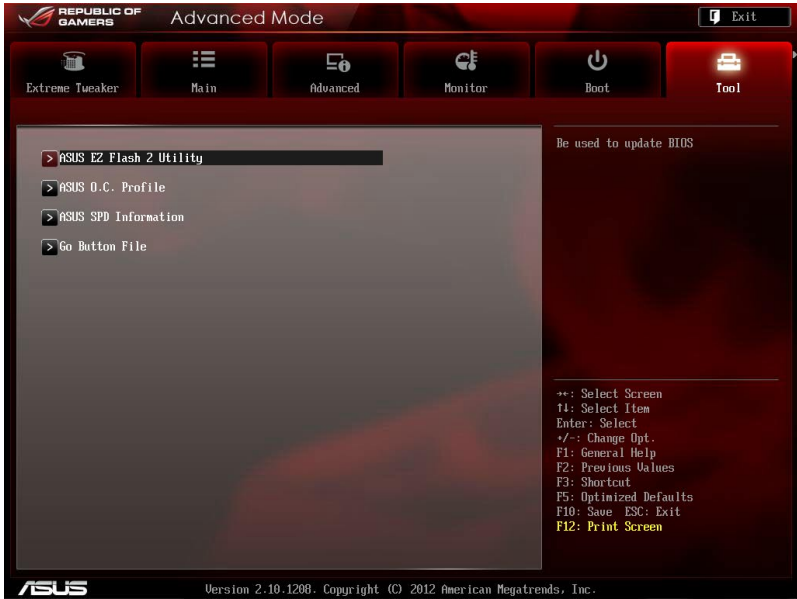 REPUBLIC OF
GAMERS
Advanced Mode
Exit
Extreme Tweaker
Main
Advanced
Monitor
Boot
Tool
ASUS EZ Flash 2 Utility
ASUS O.C. Profile
ASUS SPD Information
Go Button File
Be used to update BIOS
→←: Select Screen
↑↓: Select Item
Enter: Select
+/-: Change Opt.
F1: General Help
F2: Previous Values
F3: Shortcut
F5: Optimized Defaults
F10: Save ESC: Exit
F12: Print Screen
ASUS
Version 2.10.1208. Copyright (C) 2012 American Megatrends, Inc.